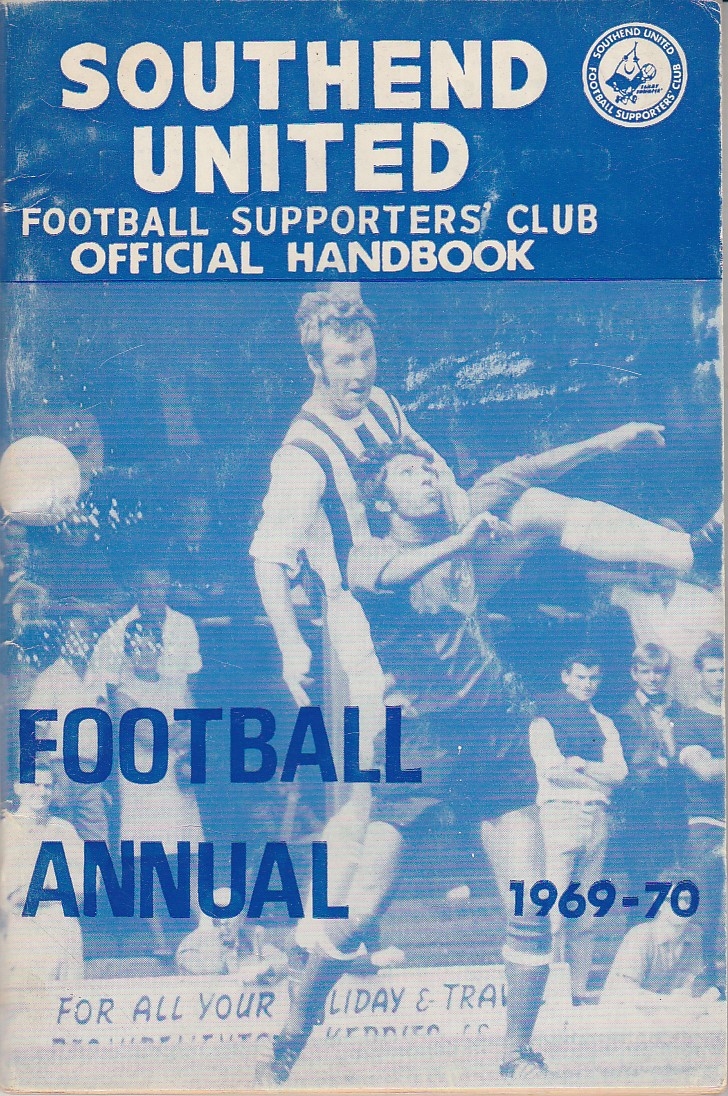 SOUTHEND
UNITED
FOOTBALL SUPPORTERS' CLUB
OFFICIAL HANDBOOK
SOUTHEND UNITED
FOOTBALL SUPPORTERS' CLUB
FOOTBALL
ANNUAL
1969-70
FOR ALL YOUR LIDAY & TRAV